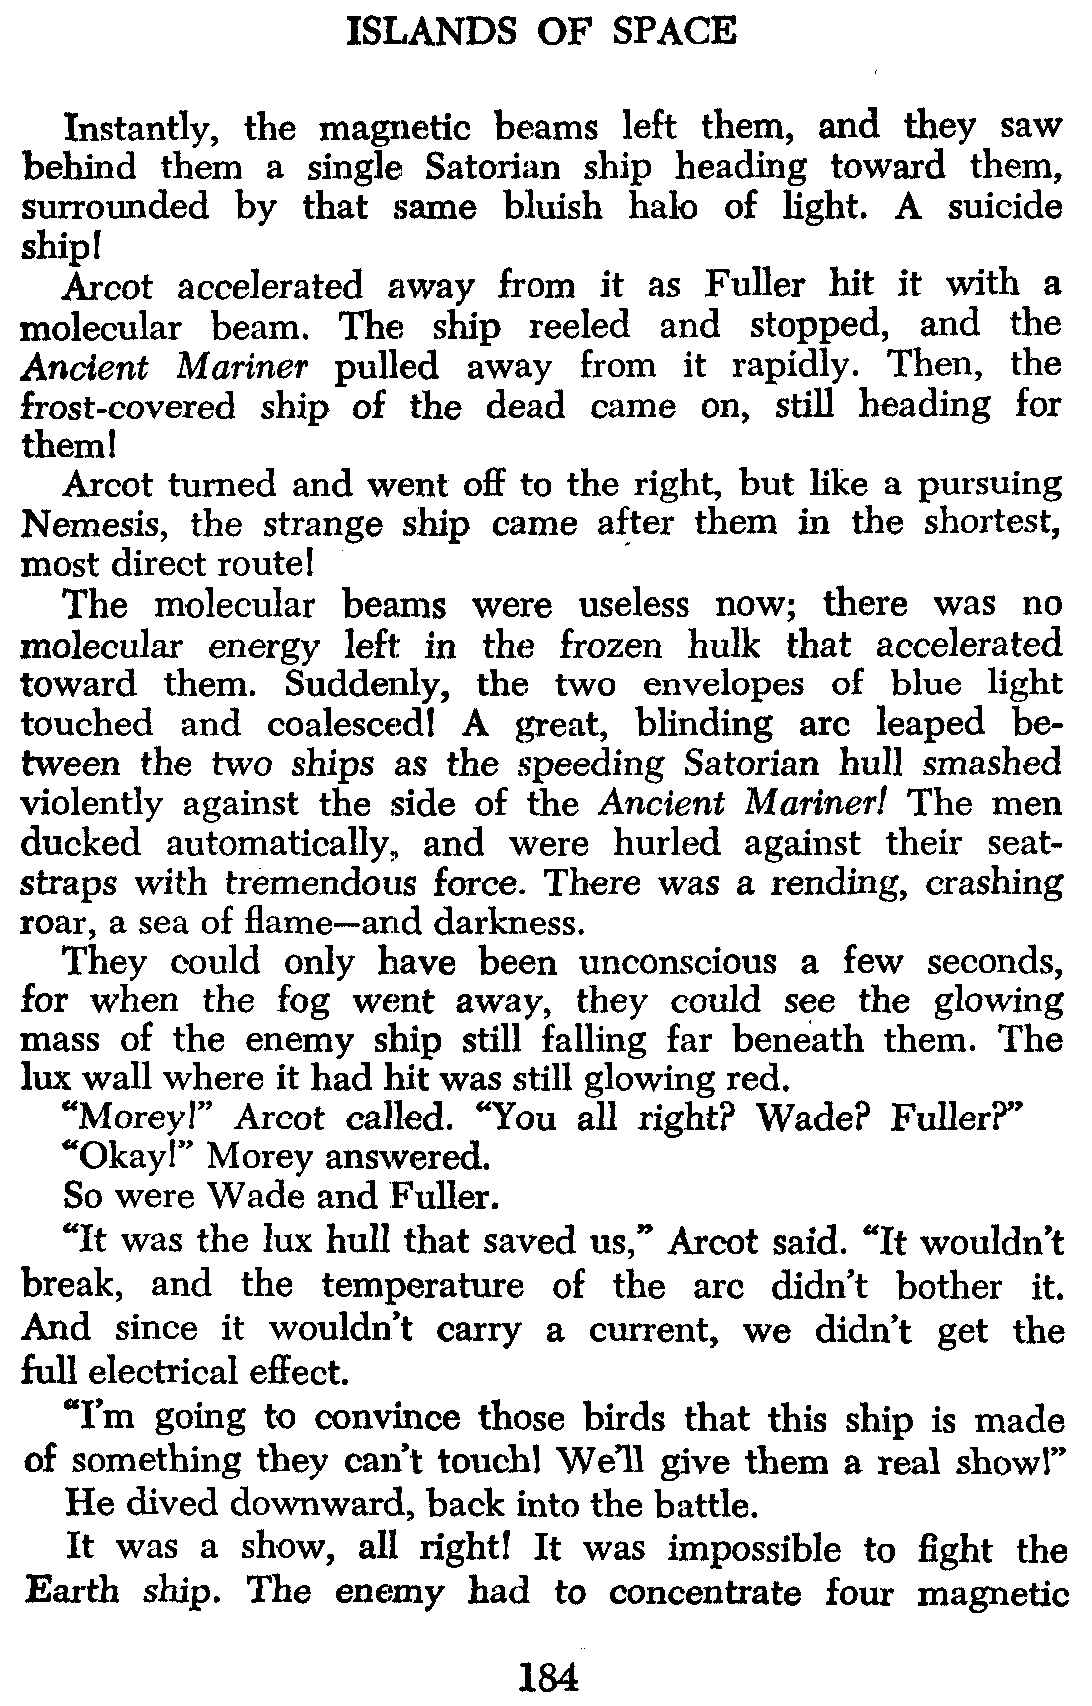 ISLANDS OF SPACE
Instantly, the magnetic beams left them, and they saw
behind them a single Satorian ship heading toward them,
surrounded by that same bluish halo of light. A suicide
ship!
Arcot accelerated away from it as Fuller hit it with a
molecular beam. The ship reeled and stopped, and the
Ancient Mariner pulled away from it rapidly. Then, the
frost-covered ship of the dead came on, still heading for
them!
Arcot turned and went off to the right, but like a pursuing
Nemesis, the strange ship came after them in the shortest,
most direct route!
The molecular beams were useless now; there was no
molecular energy left in the frozen hulk that accelerated
toward them. Suddenly, the two envelopes of blue light
touched and coalesced! A great, blinding arc leaped be-
tween the two ships as the speeding Satorian hull smashed
violently against the side of the Ancient Mariner! The men
ducked automatically, and were hurled against their seat-
straps with tremendous force. There was a rending, crashing
roar, a sea of flame—and darkness.
They could only have been unconscious a few seconds,
for when the fog went away, they could see the glowing
mass of the enemy ship still falling far beneath them. The
lux wall where it had hit was still glowing red.
“Morey!” Arcot called. “You all right? Wade? Fuller?”
“Okay!” Morey answered.
So were Wade and Fuller.
“It was the lux hull that saved us,” Arcot said. “It wouldn’t
break, and the temperature of the arc didn’t bother it.
And since it wouldn’t carry a current, we didn’t get the
full electrical effect.
“I’m going to convince those birds that this ship is made
of something they can’t touch! We’ll give them a real show!”
He dived downward, back into the battle.
It was a show, all right! It was impossible to fight the
Earth ship. The enemy had to concentrate four magnetic
184